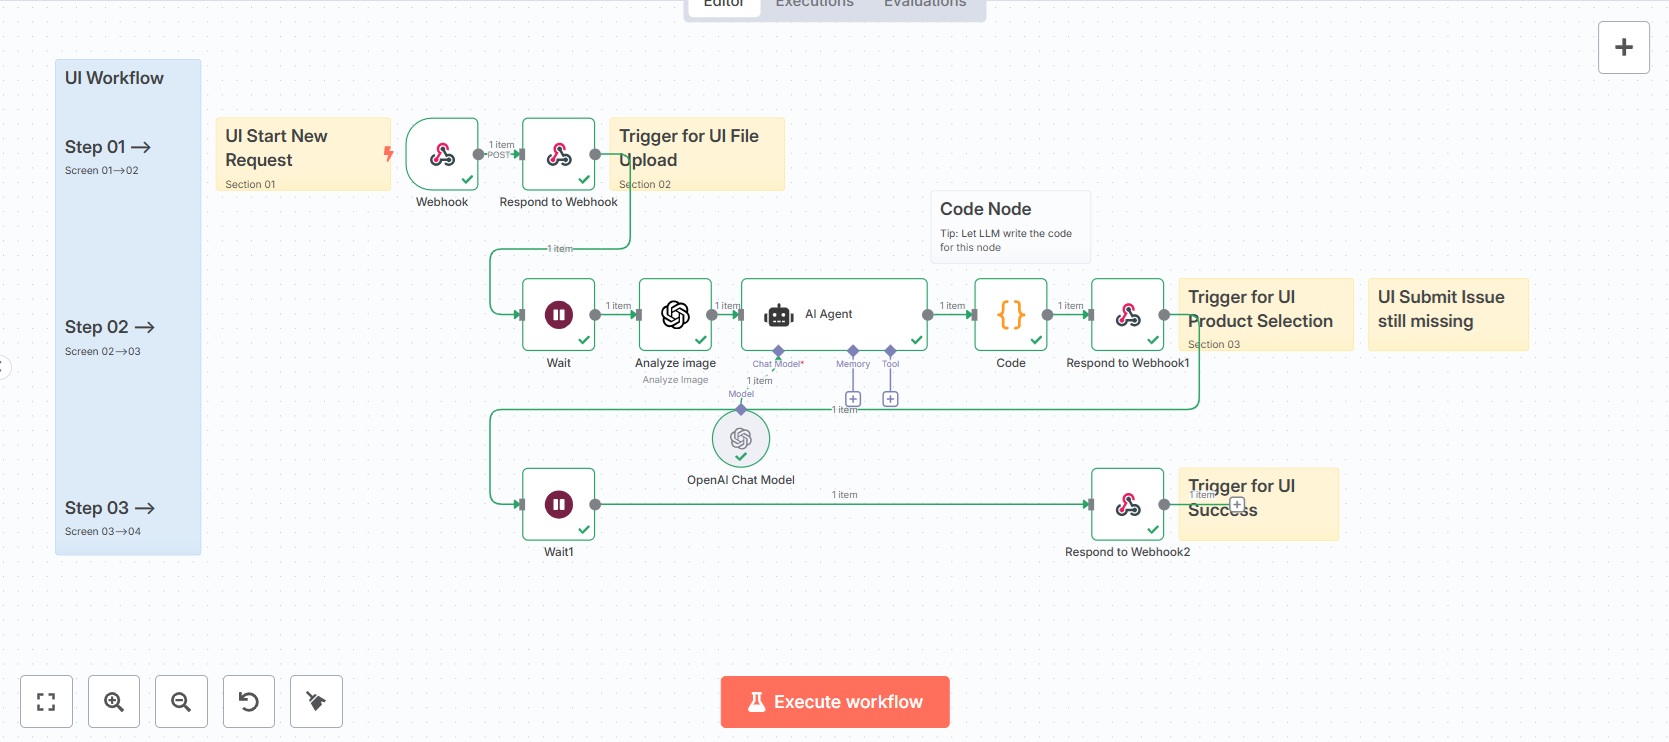 Editor
Executions
Evaluations
UI Workflow
Step 01 →
Screen 01→02
UI Start New
Request
Section 01
1 item
POST
Webhook
Respond to Webhook
Trigger for UI File
Upload
Section 02
1 item
Code Node
Tip: Let LLM write the code
for this node
Step 02 →
Screen 02→03
Wait
1 item
Analyze image
Analyze Image
1 item
AI Agent
Chat Model*
Memory
Tool
1 item
Code
1 item
Respond to Webhook1
Trigger for UI
Product Selection
Section 03
UI Submit Issue
still missing
1 item
Model
1 item
OpenAI Chat Model
Step 03 →
Screen 03→04
Wait1
1 item
Respond to Webhook2
1 item
Trigger for UI
Success
Execute workflow